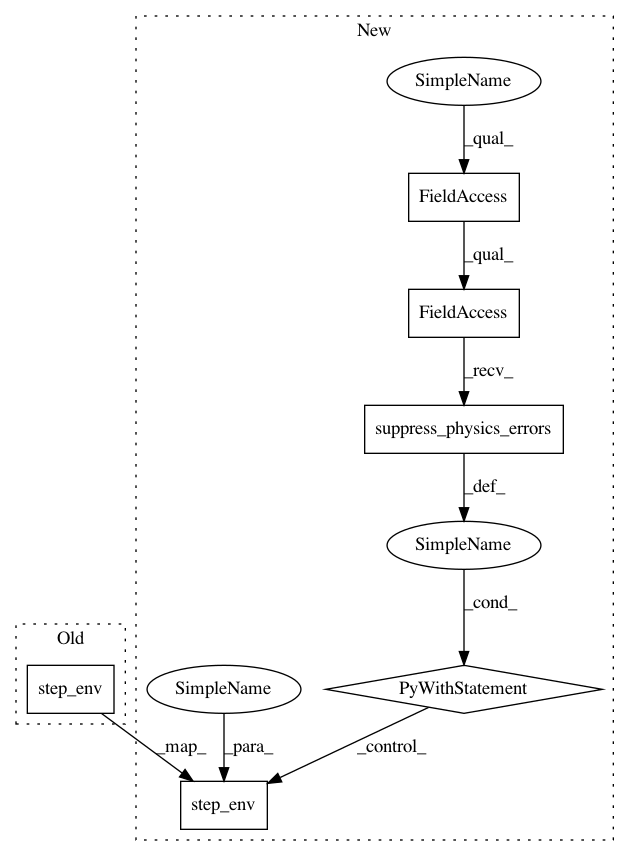 New
SimpleName
_qual_
FieldAccess
_qual_
FieldAccess
_recv_
suppress_physics_errors
_def_
SimpleName
_cond_
Old
step_env
SimpleName
PyWithStatement
_map_
_para_
_control_
step_env